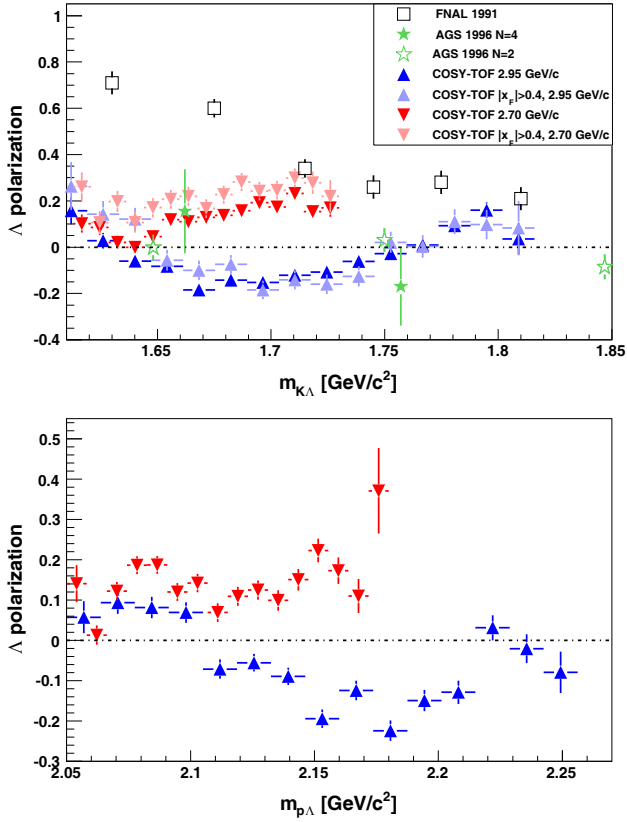 1
0.8
0.6
0.4
0.2
0
-0.2
-0.4
Λ polarization
FNAL 1991
AGS 1996 N=4
AGS 1996 N=2
COSY-TOF 2.95 GeV/c
COSY-TOF |x_F|>0.4, 2.95 GeV/c
COSY-TOF 2.70 GeV/c
COSY-TOF |x_F|>0.4, 2.70 GeV/c
1.65 1.7 1.75 1.8 1.85
m_KΛ [GeV/c²]
0.5
0.4
0.3
0.2
0.1
0
-0.1
-0.2
-0.3
Λ polarization
2.05 2.1 2.15 2.2 2.25
m_pΛ [GeV/c²]